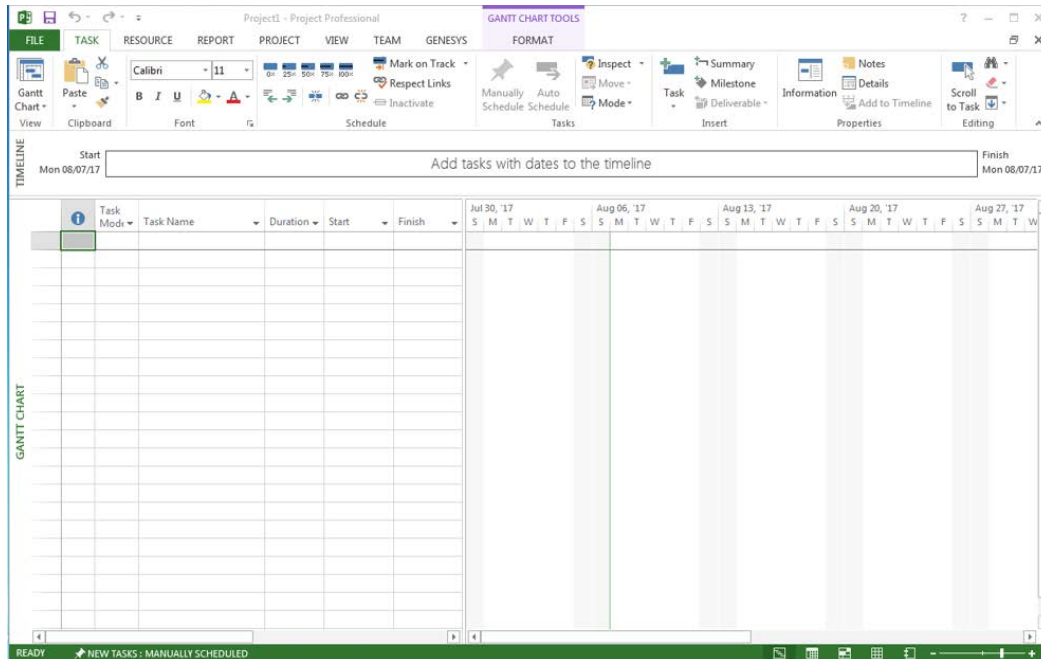 Project1 - Project Professional GANTT CHART TOOLS
FILE TASK RESOURCE REPORT PROJECT VIEW TEAM GENESYS FORMAT
Gantt Chart
Paste
Calibri 11
B I U A
0× 25× 50× 75× 100×
Mark on Track
Respect Links
Inactivate
Manually Schedule
Auto Schedule
Inspect
Move
Mode
Task
Summary
Milestone
Deliverable
Information
Notes
Details
Add to Timeline
Scroll to Task
View Clipboard Font Schedule Tasks Insert Properties Editing
TIMELINE
Start
Mon 08/07/17
Add tasks with dates to the timeline
Finish
Mon 08/07/17
GANTT CHART
Task Mode Task Name Duration Start Finish
Jul 30, '17 Aug 06, '17 Aug 13, '17 Aug 20, '17 Aug 27, '17
S M T W T F S S M T W T F S S M T W T F S S M T W T F S S M T W
READY NEW TASKS : MANUALLY SCHEDULED